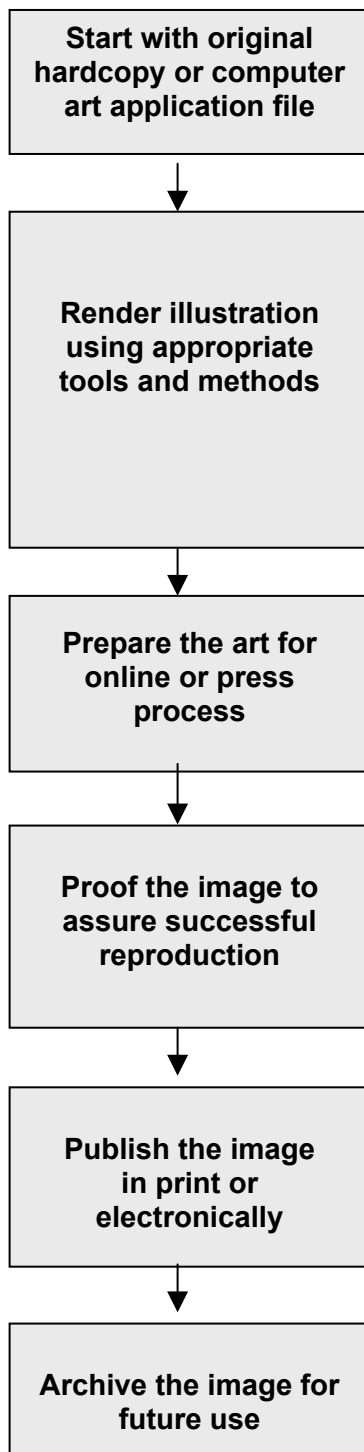 Start with original
hardcopy or computer
art application file
Render illustration
using appropriate
tools and methods
Prepare the art for
online or press
process
Proof the image to
assure successful
reproduction
Publish the image
in print or
electronically
Archive the image for
future use